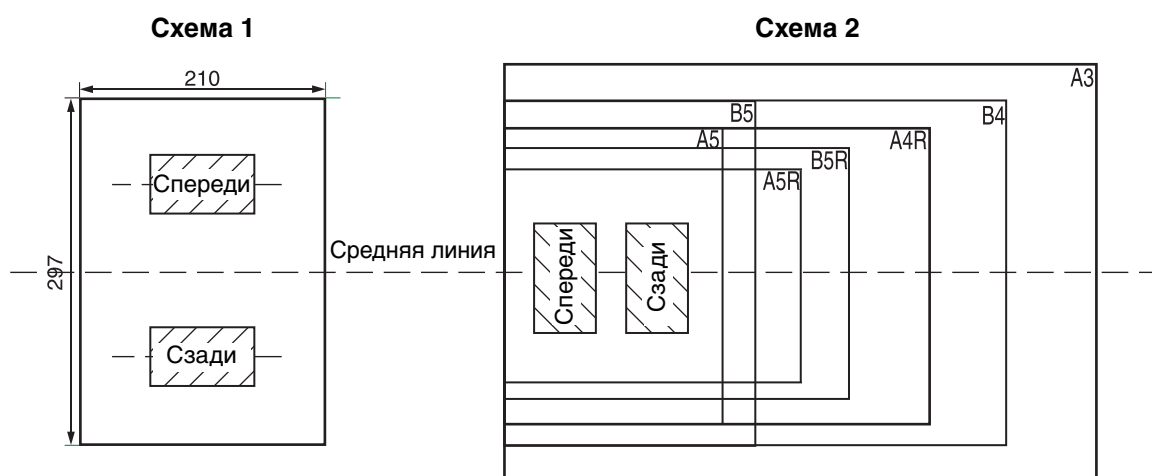 Схема 1
Схема 2
210
297
Спереди
Сзади
Средняя линия
A3
B5
B4
A5
A4R
B5R
A5R
Спереди
Сзади